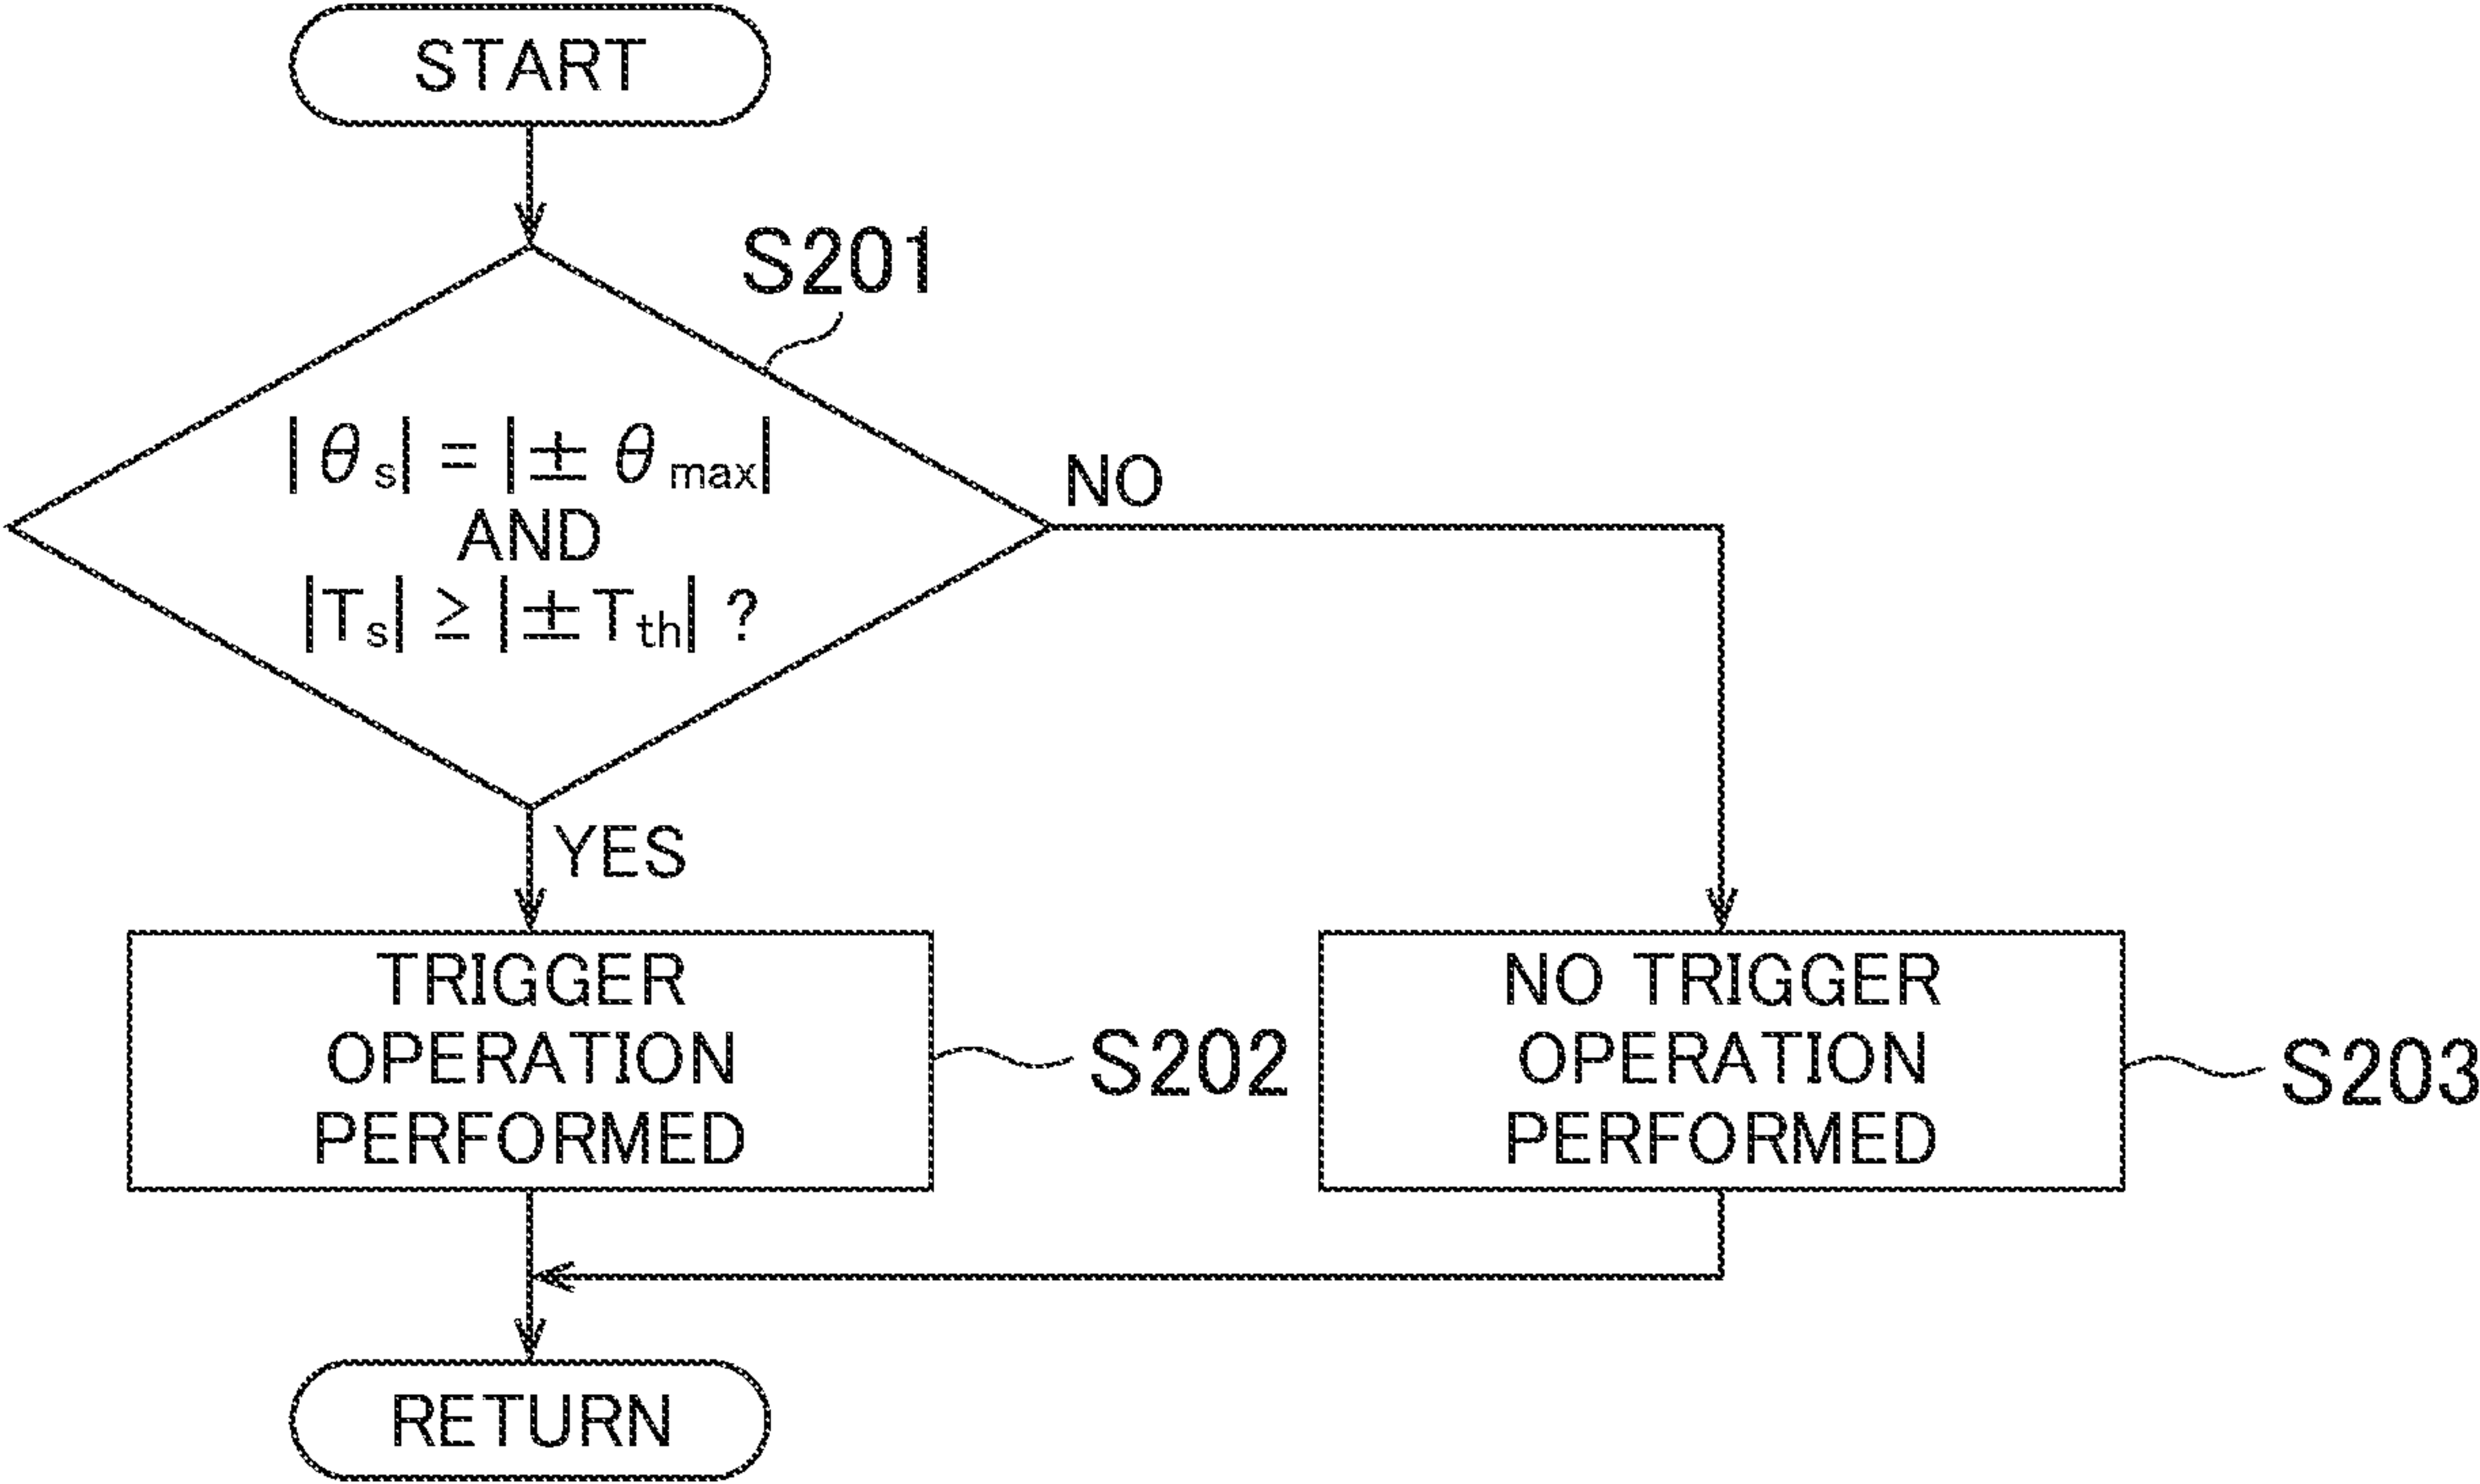 START
S201
|θs| = |± θmax|
AND
|Ts| ≥ |±Tth| ?
NO
YES
TRIGGER
OPERATION
PERFORMED
S202
NO TRIGGER
OPERATION
PERFORMED
S203
RETURN